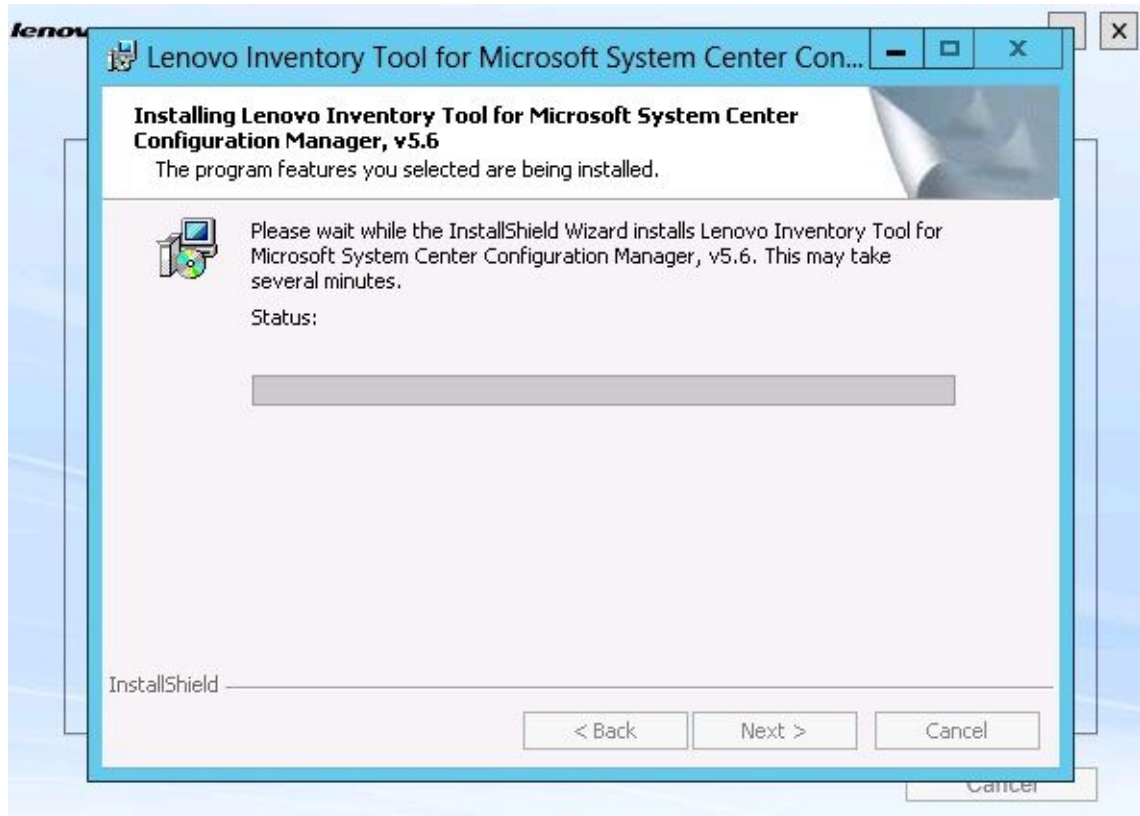 lenov
Lenovo Inventory Tool for Microsoft System Center Con...
Installing Lenovo Inventory Tool for Microsoft System Center
Configuration Manager, v5.6
The program features you selected are being installed.
Please wait while the InstallShield Wizard installs Lenovo Inventory Tool for
Microsoft System Center Configuration Manager, v5.6. This may take
several minutes.
Status:
InstallShield
< Back
Next >
Cancel
Cancel